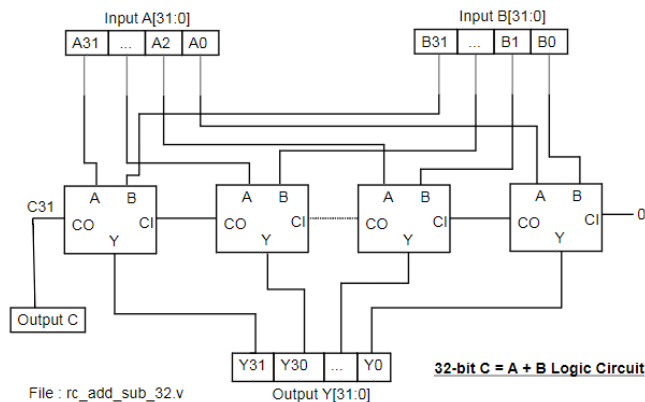 Input A[31:0]
Input B[31:0]
A31 ... A2 A0
B31 ... B1 B0
A B A B A B A B
C31
CO CI CO CI CO CI CO CI 0
Y Y Y Y
Output C
Y31 Y30 ... Y0
32-bit C = A + B Logic Circuit
File : rc_add_sub_32.v
Output Y[31:0]